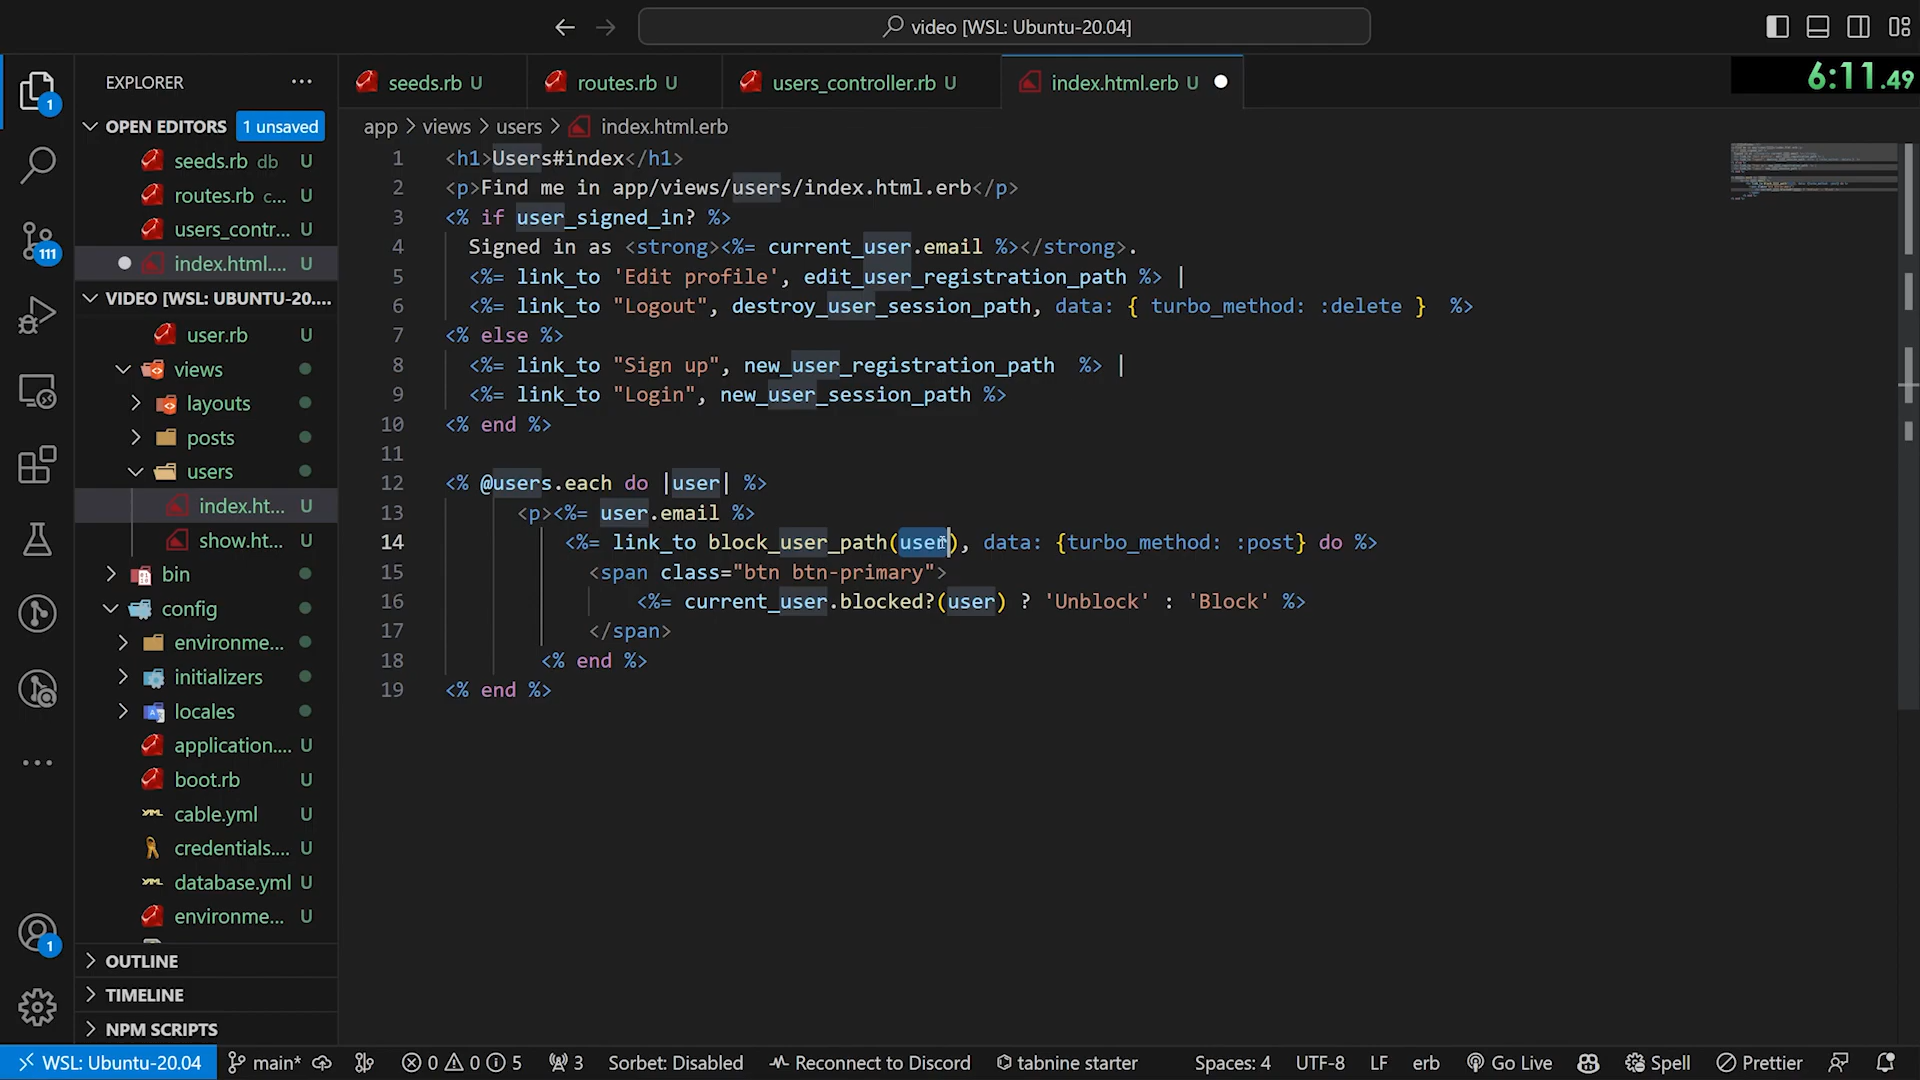 video [WSL: Ubuntu-20.04]
EXPLORER
seeds.rb U
routes.rb U
users_controller.rb U
index.html.erb U
6:11.49
1
OPEN EDITORS 1 unsaved
app > views > users > index.html.erb
seeds.rb db U
routes.rb c... U
users_contr... U
index.html.... U
111
VIDEO [WSL: UBUNTU-20....
user.rb U
views
layouts
posts
users
index.ht... U
show.ht... U
bin
config
environme...
initializers
locales
application.... U
boot.rb U
cable.yml U
credentials.... U
database.yml U
environme... U
1
OUTLINE
TIMELINE
NPM SCRIPTS
1 <h1>Users#index</h1>
2 <p>Find me in app/views/users/index.html.erb</p>
3 <% if user_signed_in? %>
4 Signed in as <strong><%= current_user.email %></strong>.
5 <%= link_to 'Edit profile', edit_user_registration_path %> |
6 <%= link_to "Logout", destroy_user_session_path, data: { turbo_method: :delete }  %>
7 <% else %>
8 <%= link_to "Sign up", new_user_registration_path  %> |
9 <%= link_to "Login", new_user_session_path %>
10 <% end %>
11
12 <% @users.each do |user| %>
13 <p><%= user.email %>
14 <%= link_to block_user_path(user), data: {turbo_method: :post} do %>
15 <span class="btn btn-primary">
16 <%= current_user.blocked?(user) ? 'Unblock' : 'Block' %>
17 </span>
18 <% end %>
19 <% end %>
WSL: Ubuntu-20.04 main* 0 0 5 3 Sorbet: Disabled Reconnect to Discord tabnine starter Spaces: 4 UTF-8 LF erb Go Live Spell Prettier